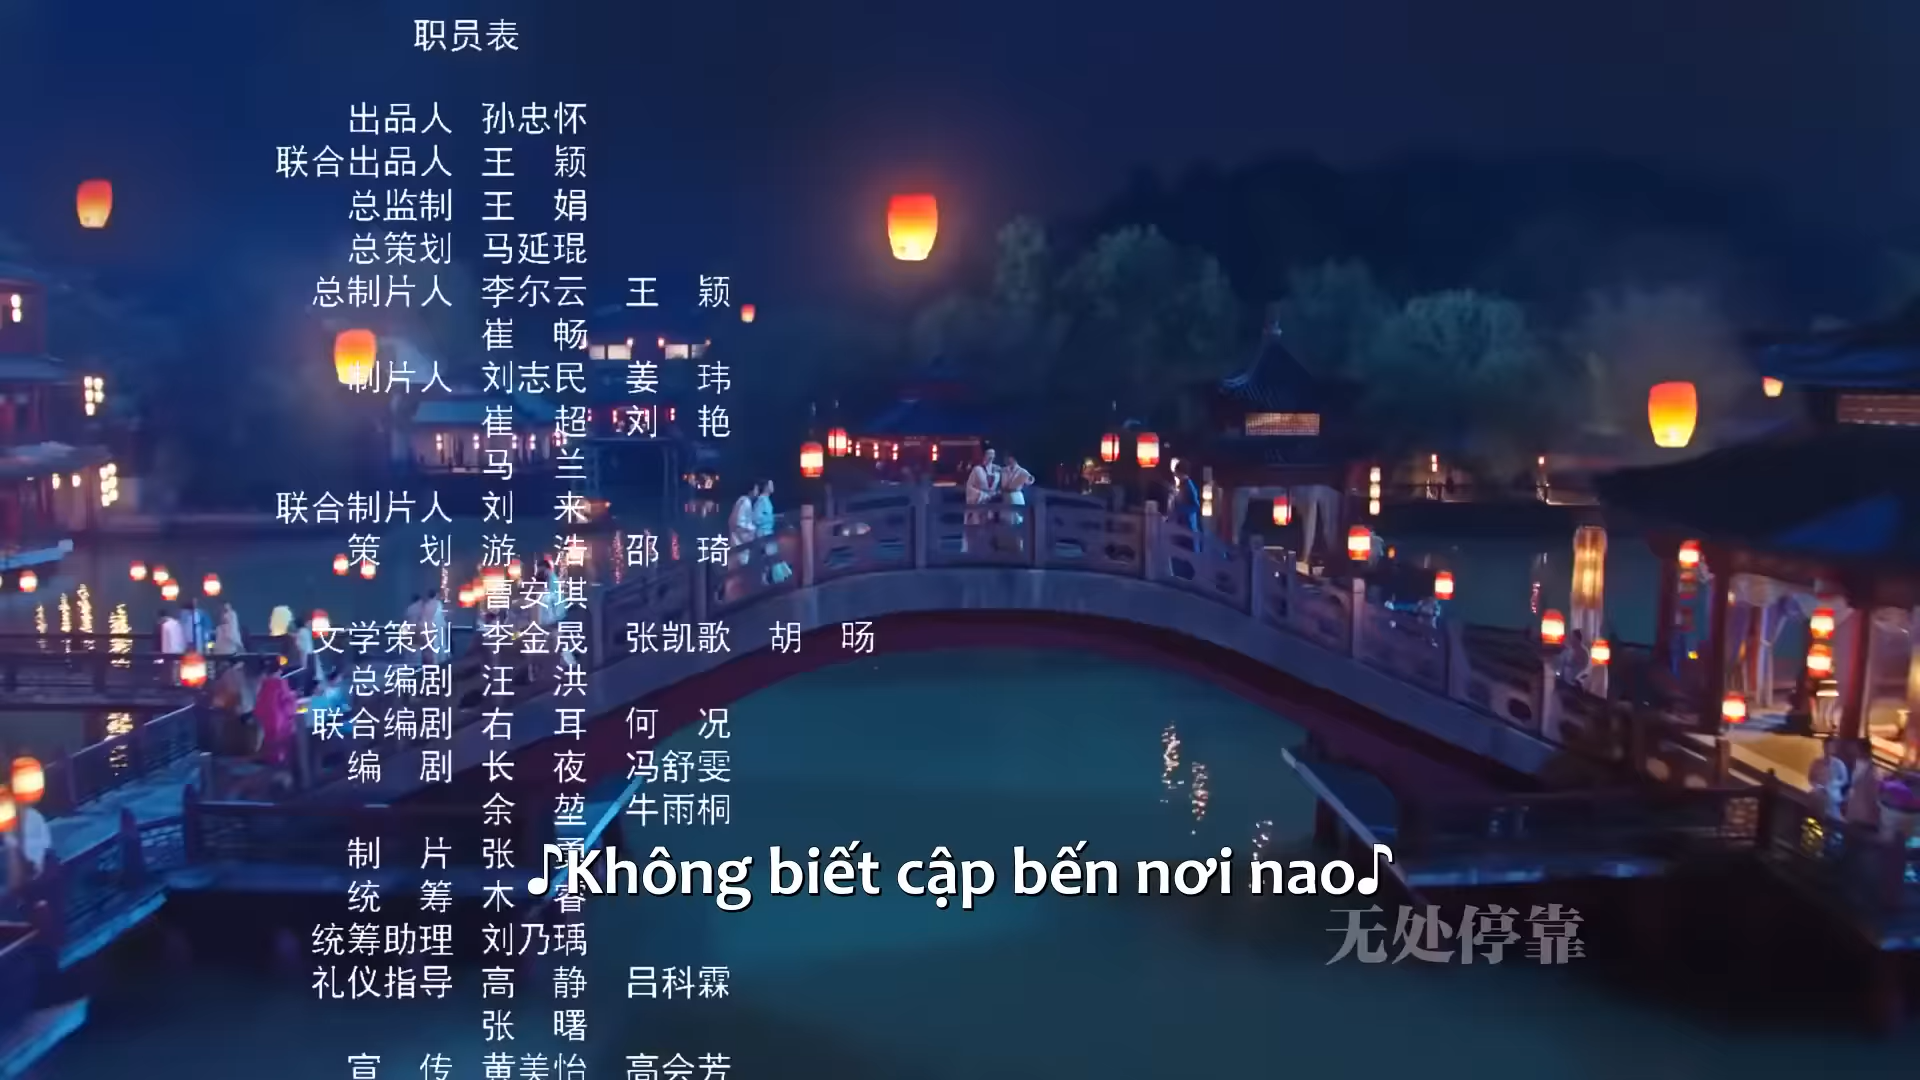 职员表
出品人 孙忠怀
联合出品人 王颖
总监制 王娟
总策划 马延琨
总制片人 李尔云 王颖
崔畅
制片人 刘志民 姜玮
崔超 刘艳
马兰
联合制片人 刘来
策划 游浩 邵琦
曹安琪
文学策划 李金晟 张凯歌 胡旸
总编剧 汪洪
联合编剧 右耳 何况
编剧 长夜 冯舒雯
余堃 牛雨桐
制片 张勇
♪Không biết cập bến nơi nao♪
统筹 木睿
无处停靠
统筹助理 刘乃瑀
礼仪指导 高静 吕科霖
张曙
宣传 黄美怡 高会芳